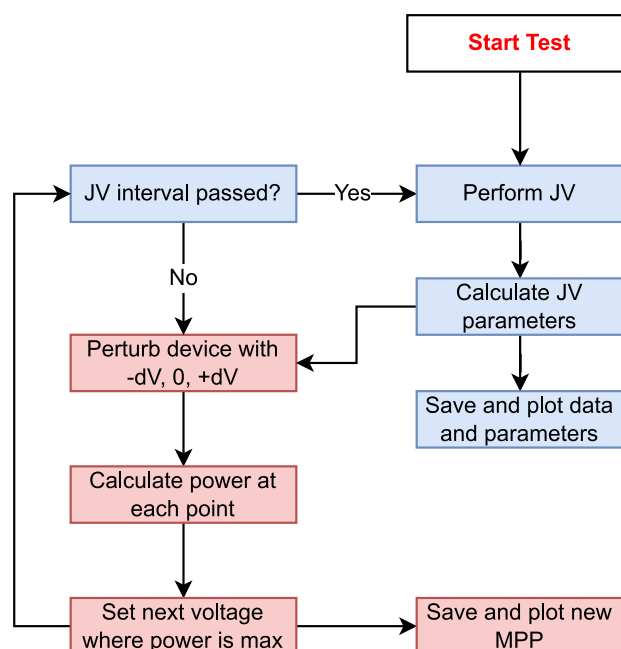 Start Test
JV interval passed?
Yes
Perform JV
No
Calculate JV
parameters
Perturb device with
-dV, 0, +dV
Save and plot data
and parameters
Calculate power at
each point
Set next voltage
where power is max
Save and plot new
MPP